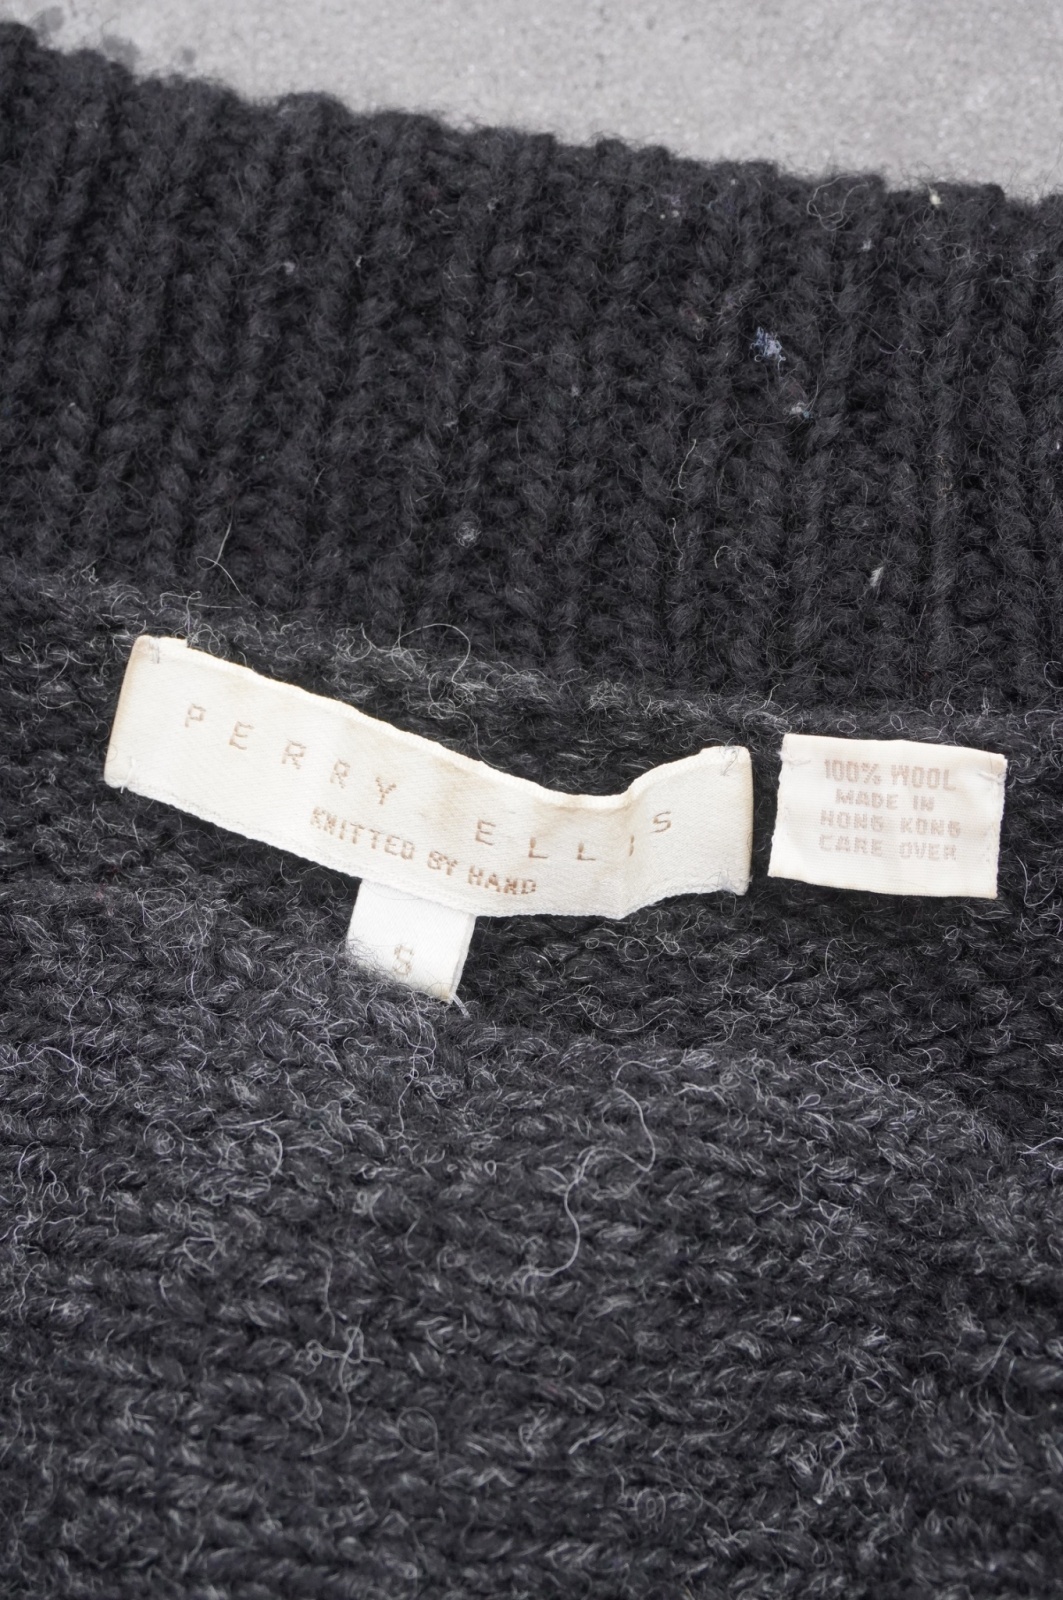 PERRY ELLIS
KNITTED BY HAND
S
100% WOOL
MADE IN
HONG KONG
CARE OVER